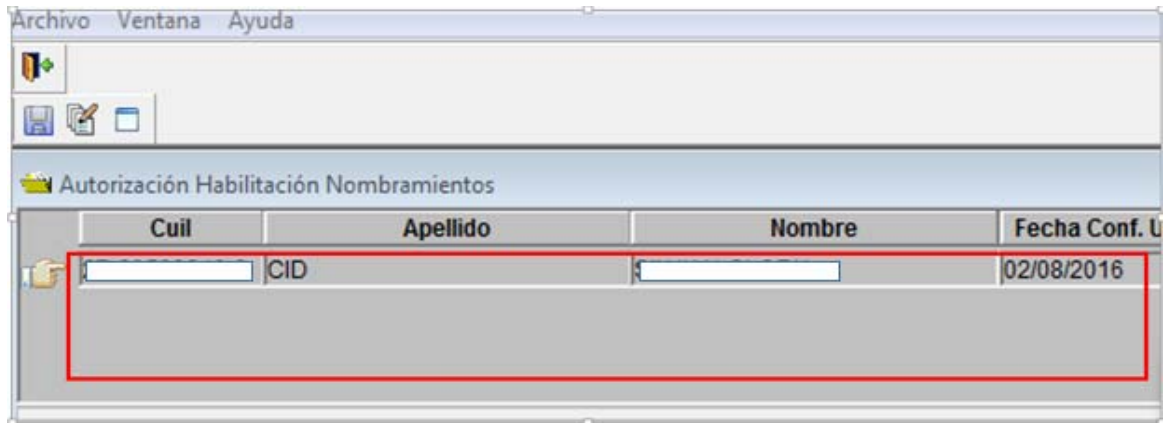 Archivo Ventana Ayuda
Autorización Habilitación Nombramientos
Cuil Apellido Nombre Fecha Conf. U
CID 02/08/2016